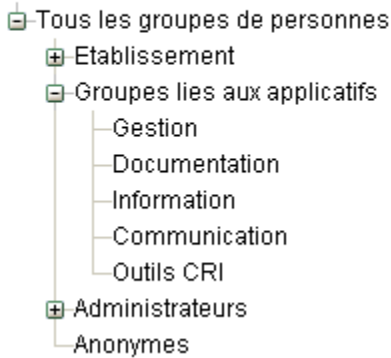 Tous les groupes de personnes
Etablissement
Groupes lies aux applicatifs
Gestion
Documentation
Information
Communication
Outils CRI
Administrateurs
Anonymes